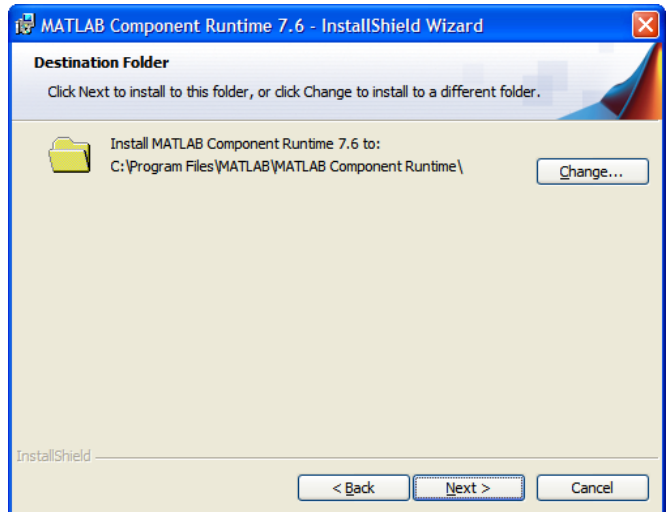 MATLAB Component Runtime 7.6 - InstallShield Wizard
Destination Folder
Click Next to install to this folder, or click Change to install to a different folder.
Install MATLAB Component Runtime 7.6 to:
C:\Program Files\MATLAB\MATLAB Component Runtime\
Change...
InstallShield
< Back
Next >
Cancel